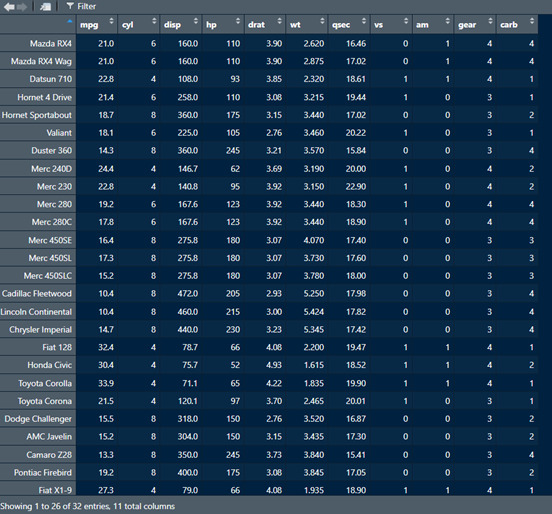 Filter
mpg cyl disp hp drat wt qsec vs am gear carb
Mazda RX4 21.0 6 160.0 110 3.90 2.620 16.46 0 1 4 4
Mazda RX4 Wag 21.0 6 160.0 110 3.90 2.875 17.02 0 1 4 4
Datsun 710 22.8 4 108.0 93 3.85 2.320 18.61 1 1 4 1
Hornet 4 Drive 21.4 6 258.0 110 3.08 3.215 19.44 1 0 3 1
Hornet Sportabout 18.7 8 360.0 175 3.15 3.440 17.02 0 0 3 2
Valiant 18.1 6 225.0 105 2.76 3.460 20.22 1 0 3 1
Duster 360 14.3 8 360.0 245 3.21 3.570 15.84 0 0 3 4
Merc 240D 24.4 4 146.7 62 3.69 3.190 20.00 1 0 4 2
Merc 230 22.8 4 140.8 95 3.92 3.150 22.90 1 0 4 2
Merc 280 19.2 6 167.6 123 3.92 3.440 18.30 1 0 4 4
Merc 280C 17.8 6 167.6 123 3.92 3.440 18.90 1 0 4 4
Merc 450SE 16.4 8 275.8 180 3.07 4.070 17.40 0 0 3 3
Merc 450SL 17.3 8 275.8 180 3.07 3.730 17.60 0 0 3 3
Merc 450SLC 15.2 8 275.8 180 3.07 3.780 18.00 0 0 3 3
Cadillac Fleetwood 10.4 8 472.0 205 2.93 5.250 17.98 0 0 3 4
Lincoln Continental 10.4 8 460.0 215 3.00 5.424 17.82 0 0 3 4
Chrysler Imperial 14.7 8 440.0 230 3.23 5.345 17.42 0 0 3 4
Fiat 128 32.4 4 78.7 66 4.08 2.200 19.47 1 1 4 1
Honda Civic 30.4 4 75.7 52 4.93 1.615 18.52 1 1 4 2
Toyota Corolla 33.9 4 71.1 65 4.22 1.835 19.90 1 1 4 1
Toyota Corona 21.5 4 120.1 97 3.70 2.465 20.01 1 0 3 1
Dodge Challenger 15.5 8 318.0 150 2.76 3.520 16.87 0 0 3 2
AMC Javelin 15.2 8 304.0 150 3.15 3.435 17.30 0 0 3 2
Camaro Z28 13.3 8 350.0 245 3.73 3.840 15.41 0 0 3 4
Pontiac Firebird 19.2 8 400.0 175 3.08 3.845 17.05 0 0 3 2
Fiat X1-9 27.3 4 79.0 66 4.08 1.935 18.90 1 1 4 1
Showing 1 to 26 of 32 entries, 11 total columns